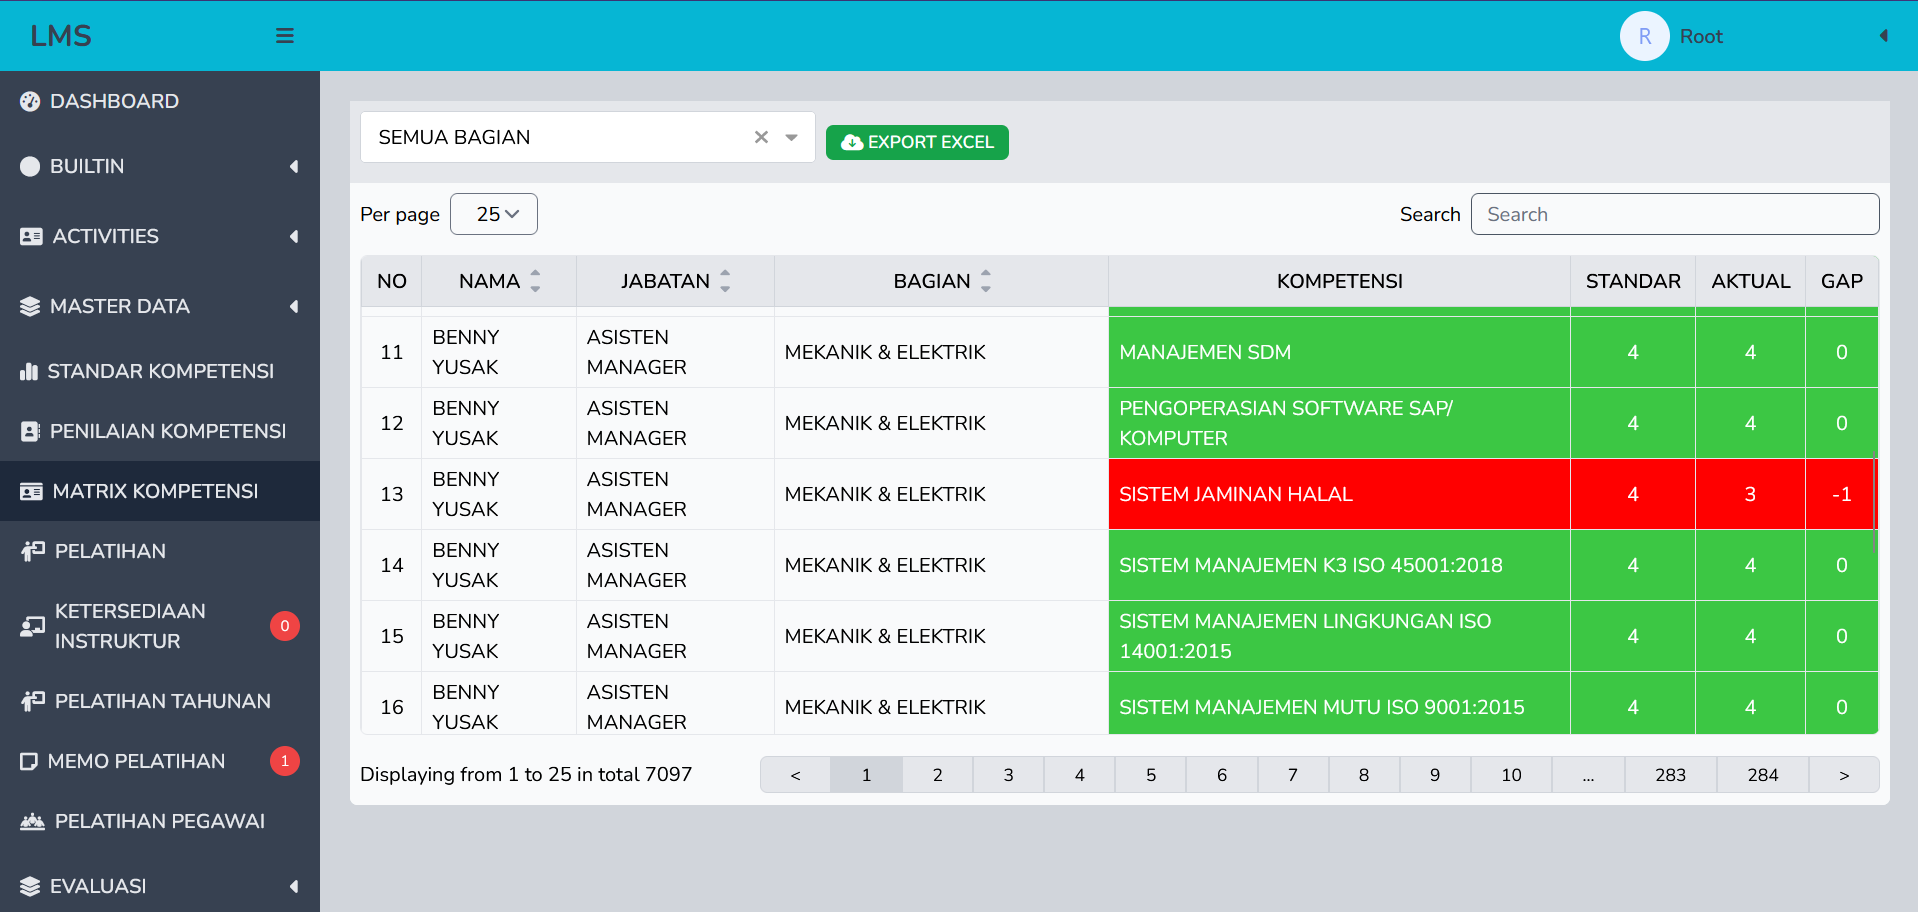 LMS
R Root
DASHBOARD
BUILTIN
ACTIVITIES
MASTER DATA
STANDAR KOMPETENSI
PENILAIAN KOMPETENSI
MATRIX KOMPETENSI
PELATIHAN
KETERSEDIAAN
INSTRUKTUR
0
PELATIHAN TAHUNAN
MEMO PELATIHAN 1
PELATIHAN PEGAWAI
EVALUASI
SEMUA BAGIAN
EXPORT EXCEL
Per page 25
Search Search
NO NAMA JABATAN BAGIAN KOMPETENSI STANDAR AKTUAL GAP
11 BENNY YUSAK ASISTEN MANAGER MEKANIK & ELEKTRIK MANAJEMEN SDM 4 4 0
12 BENNY YUSAK ASISTEN MANAGER MEKANIK & ELEKTRIK PENGOPERASIAN SOFTWARE SAP/ KOMPUTER 4 4 0
13 BENNY YUSAK ASISTEN MANAGER MEKANIK & ELEKTRIK SISTEM JAMINAN HALAL 4 3 -1
14 BENNY YUSAK ASISTEN MANAGER MEKANIK & ELEKTRIK SISTEM MANAJEMEN K3 ISO 45001:2018 4 4 0
15 BENNY YUSAK ASISTEN MANAGER MEKANIK & ELEKTRIK SISTEM MANAJEMEN LINGKUNGAN ISO 14001:2015 4 4 0
16 BENNY YUSAK ASISTEN MANAGER MEKANIK & ELEKTRIK SISTEM MANAJEMEN MUTU ISO 9001:2015 4 4 0
Displaying from 1 to 25 in total 7097
< 1 2 3 4 5 6 7 8 9 10 ... 283 284 >